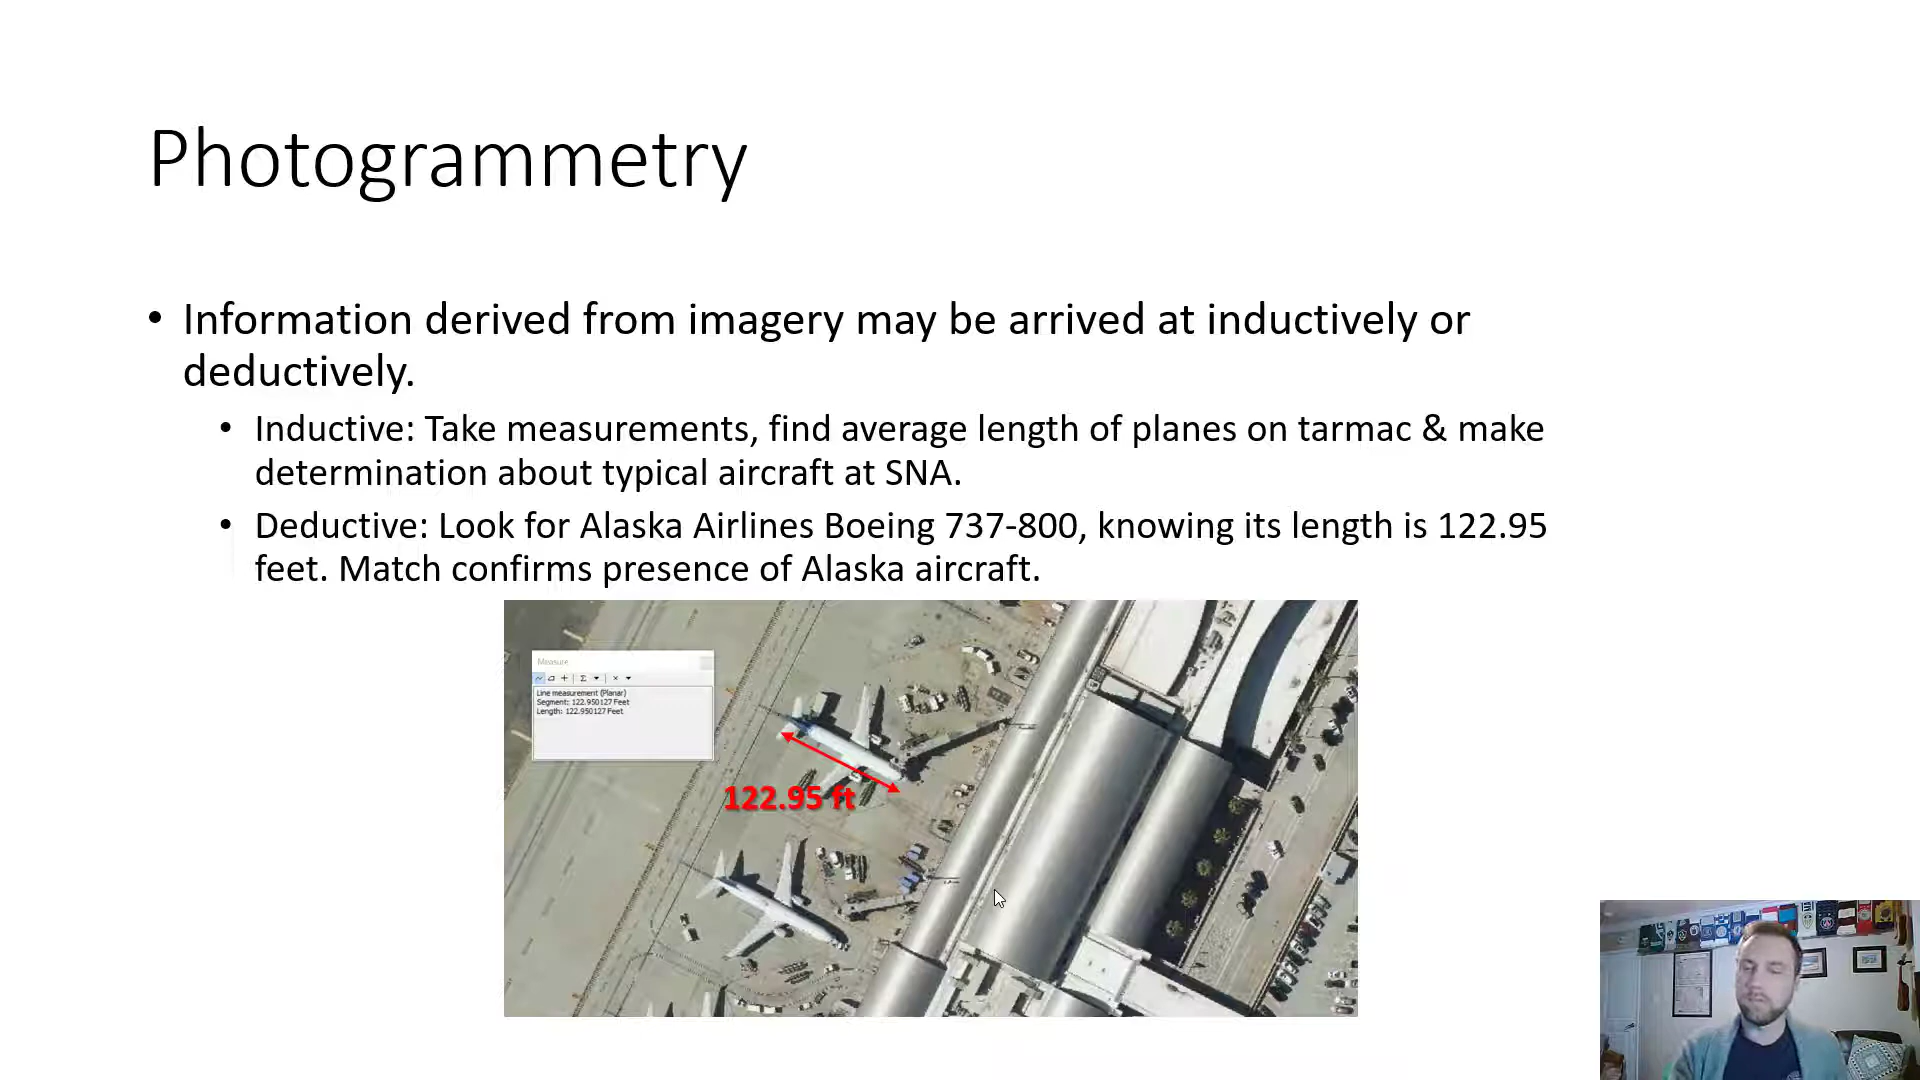 Photogrammetry
• Information derived from imagery may be arrived at inductively or
deductively.
• Inductive: Take measurements, find average length of planes on tarmac & make
determination about typical aircraft at SNA.
• Deductive: Look for Alaska Airlines Boeing 737-800, knowing its length is 122.95
feet. Match confirms presence of Alaska aircraft.
Measure
Line measurement (Planar)
Segment: 122.950127 Feet
Length: 122.950127 Feet
122.95 ft